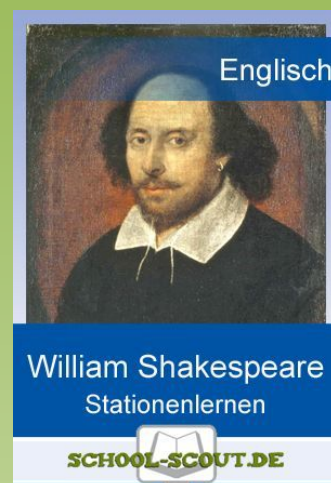 Englisch
William Shakespeare
Stationenlernen
SCHOOL-SCOUT.DE